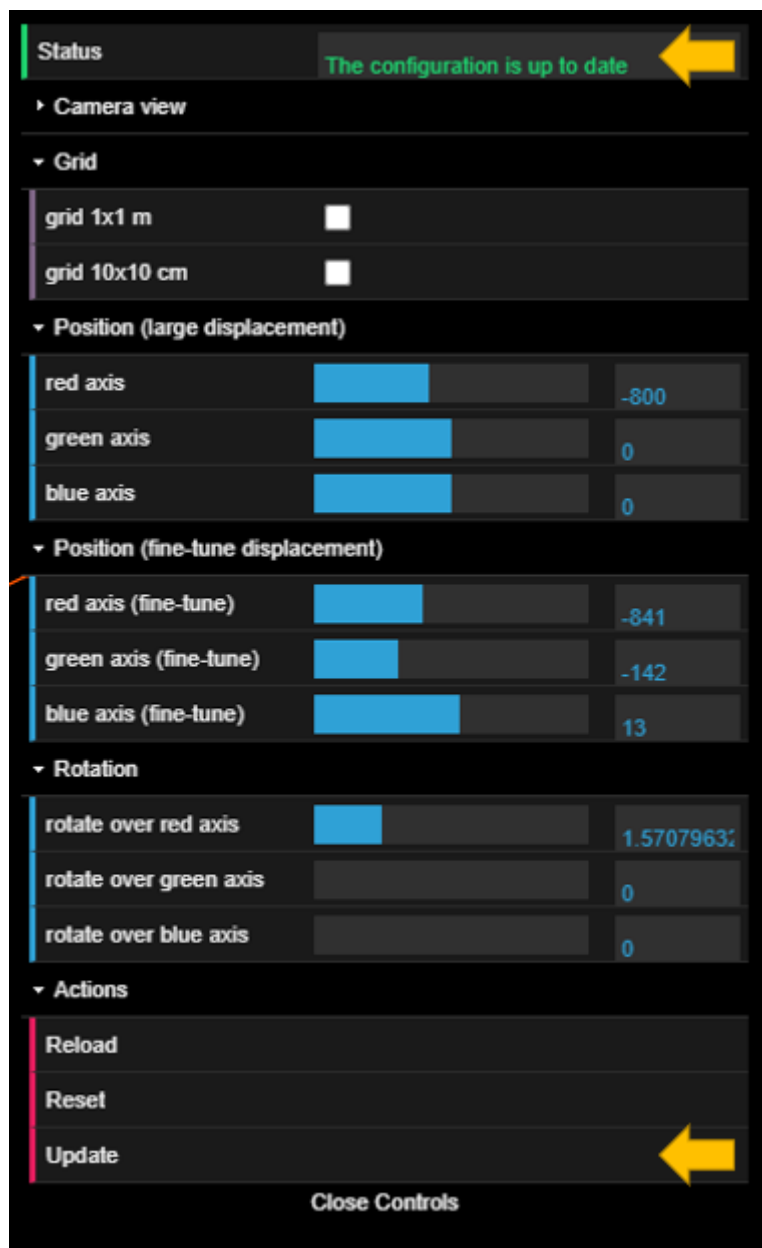 Status
The configuration is up to date
Camera view
Grid
grid 1x1 m
grid 10x10 cm
Position (large displacement)
red axis -800
green axis 0
blue axis 0
Position (fine-tune displacement)
red axis (fine-tune) -841
green axis (fine-tune) -142
blue axis (fine-tune) 13
Rotation
rotate over red axis 1.57079632
rotate over green axis 0
rotate over blue axis 0
Actions
Reload
Reset
Update
Close Controls